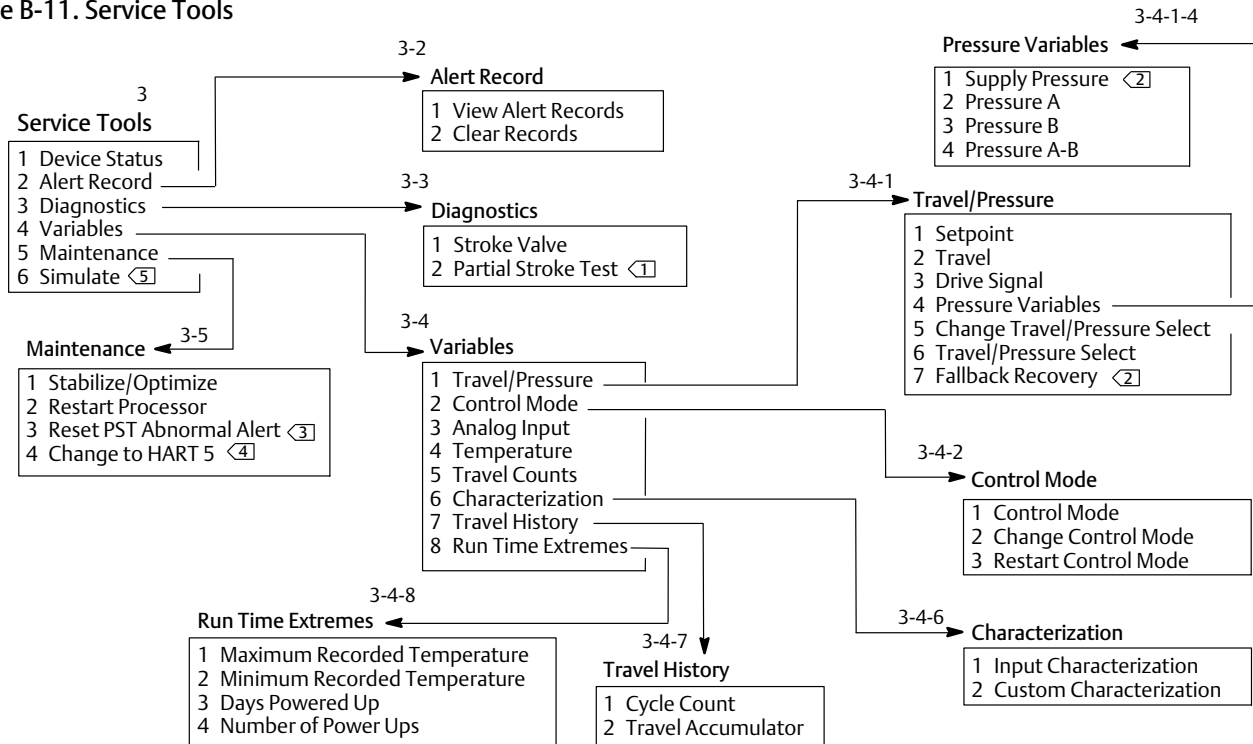 e B-11. Service Tools
3
Service Tools
1 Device Status
2 Alert Record
3 Diagnostics
4 Variables
5 Maintenance
6 Simulate 5
3-2
Alert Record
1 View Alert Records
2 Clear Records
3-3
Diagnostics
1 Stroke Valve
2 Partial Stroke Test 1
3-5
Maintenance
1 Stabilize/Optimize
2 Restart Processor
3 Reset PST Abnormal Alert 3
4 Change to HART 5 4
3-4
Variables
1 Travel/Pressure
2 Control Mode
3 Analog Input
4 Temperature
5 Travel Counts
6 Characterization
7 Travel History
8 Run Time Extremes
3-4-1-4
Pressure Variables
1 Supply Pressure 2
2 Pressure A
3 Pressure B
4 Pressure A-B
3-4-1
Travel/Pressure
1 Setpoint
2 Travel
3 Drive Signal
4 Pressure Variables
5 Change Travel/Pressure Select
6 Travel/Pressure Select
7 Fallback Recovery 2
3-4-2
Control Mode
1 Control Mode
2 Change Control Mode
3 Restart Control Mode
3-4-6
Characterization
1 Input Characterization
2 Custom Characterization
3-4-8
Run Time Extremes
1 Maximum Recorded Temperature
2 Minimum Recorded Temperature
3 Days Powered Up
4 Number of Power Ups
3-4-7
Travel History
1 Cycle Count
2 Travel Accumulator